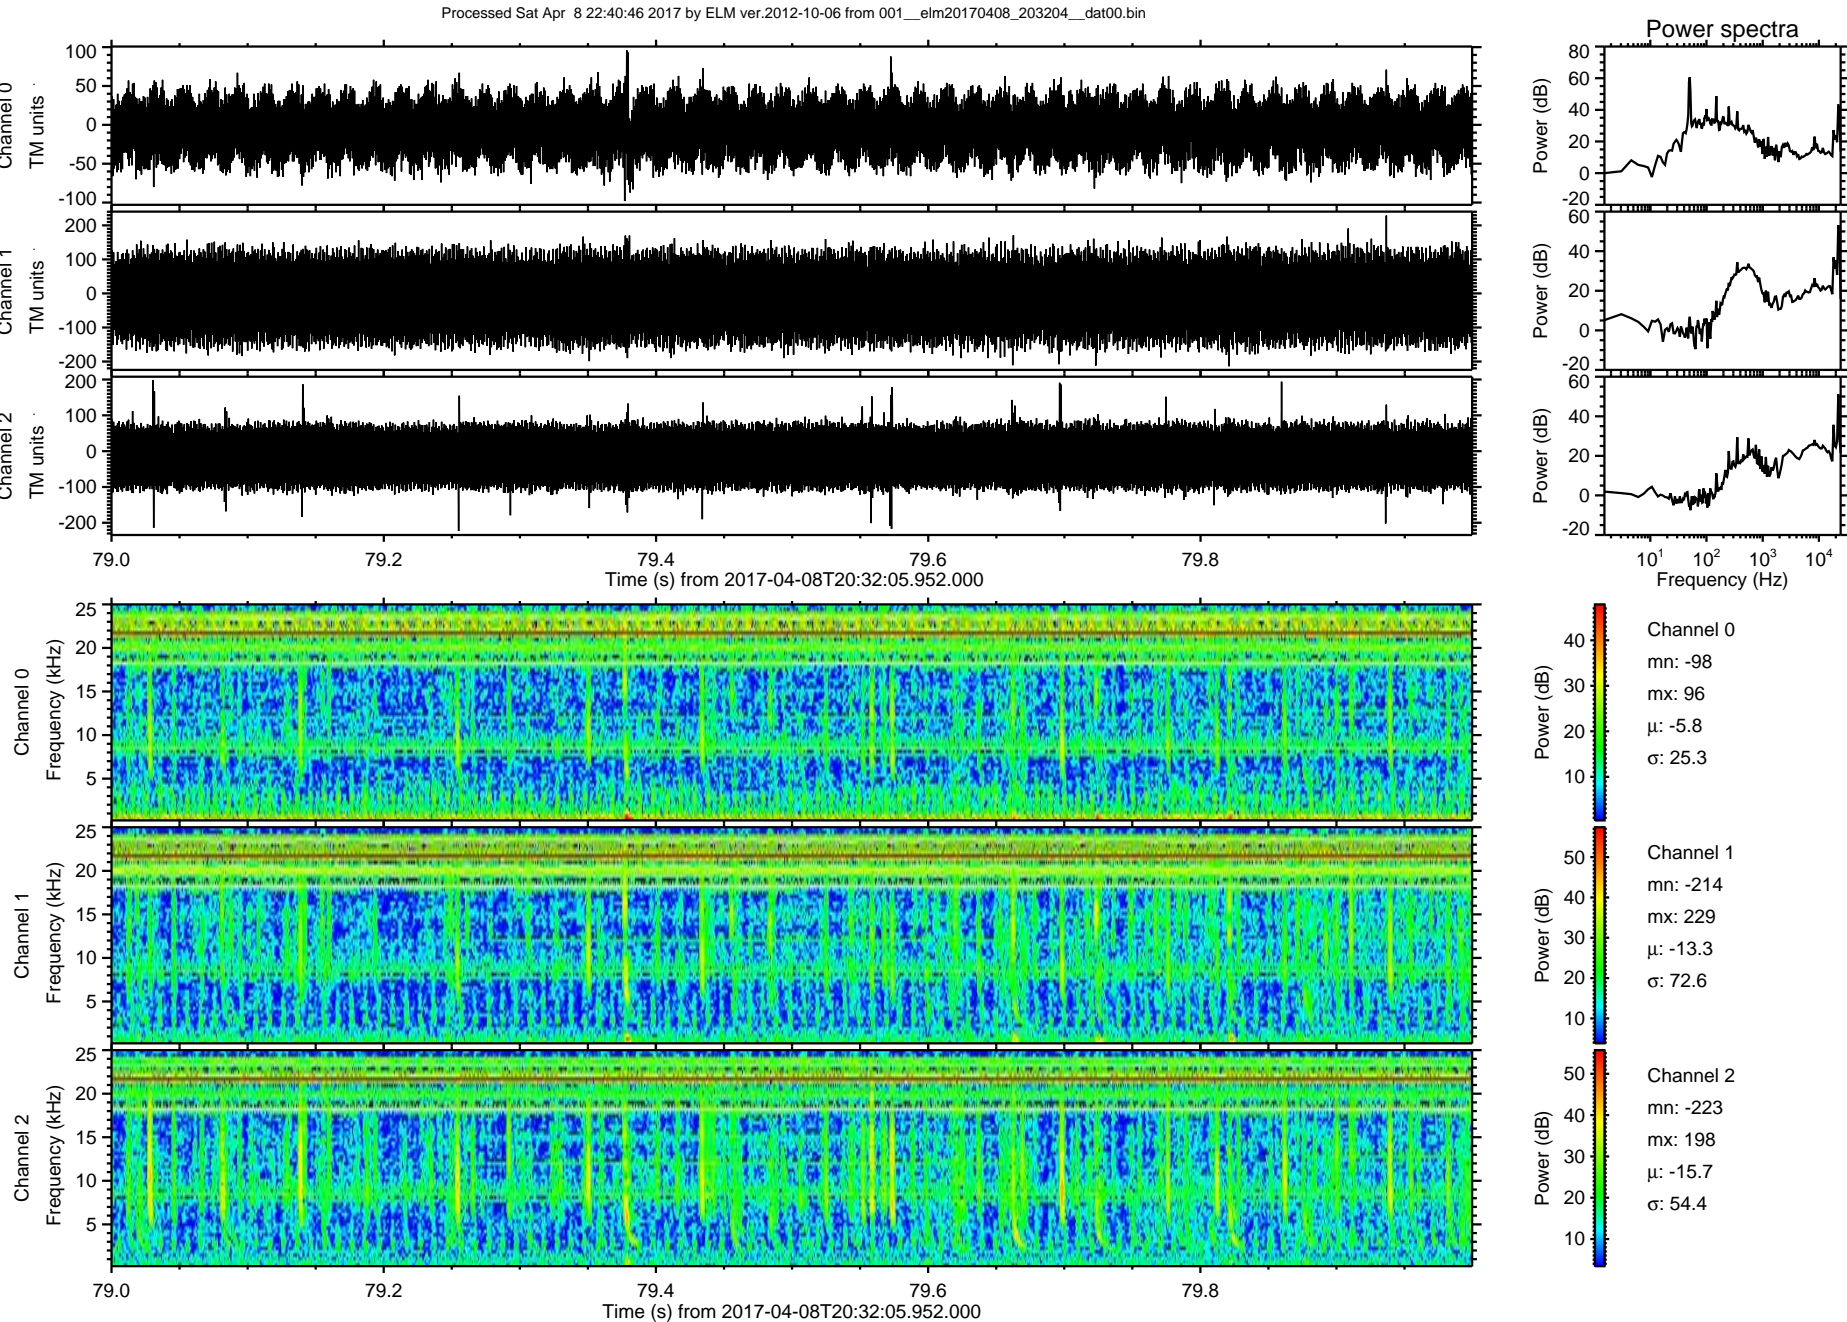 Processed Sat Apr  8 22:40:46 2017 by ELM ver.2012-10-06 from 001__elm20170408_203204__dat00.bin
Power spectra
Channel 0
TM units
100
50
0
-50
-100
Power (dB)
80
60
40
20
0
-20
Channel 1
TM units
200
100
0
-100
-200
Power (dB)
60
40
20
0
-20
Channel 2
TM units
200
100
0
-100
-200
Power (dB)
60
40
20
0
-20
79.0 79.2 79.4 79.6 79.8
Time (s) from 2017-04-08T20:32:05.952.000
10¹ 10² 10³ 10⁴
Frequency (Hz)
Channel 0
Frequency (kHz)
25
20
15
10
5
Power (dB)
40
30
20
10
Channel 0
mn: -98
mx: 96
μ: -5.8
σ: 25.3
Channel 1
Frequency (kHz)
25
20
15
10
5
Power (dB)
50
40
30
20
10
Channel 1
mn: -214
mx: 229
μ: -13.3
σ: 72.6
Channel 2
Frequency (kHz)
25
20
15
10
5
Power (dB)
50
40
30
20
10
Channel 2
mn: -223
mx: 198
μ: -15.7
σ: 54.4
79.0 79.2 79.4 79.6 79.8
Time (s) from 2017-04-08T20:32:05.952.000